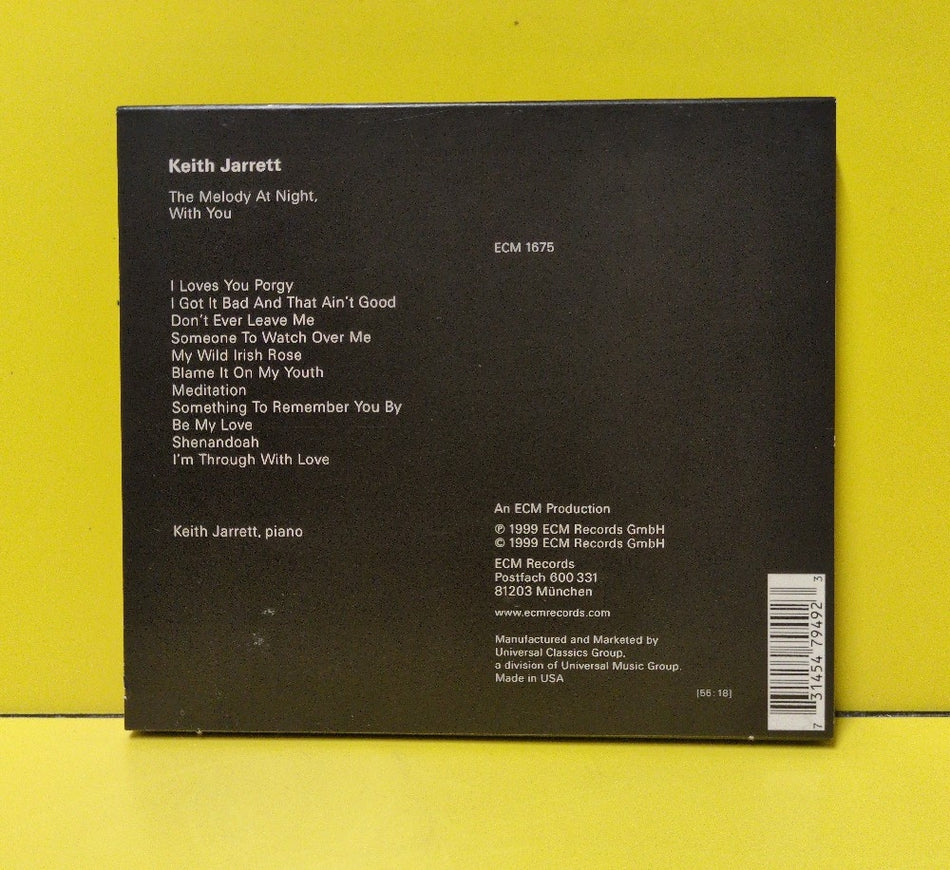 Keith Jarrett
The Melody At Night,
With You
ECM 1675
I Loves You Porgy
I Got It Bad And That Ain't Good
Don't Ever Leave Me
Someone To Watch Over Me
My Wild Irish Rose
Blame It On My Youth
Meditation
Something To Remember You By
Be My Love
Shenandoah
I'm Through With Love
Keith Jarrett, piano
An ECM Production
℗ 1999 ECM Records GmbH
© 1999 ECM Records GmbH
ECM Records
Postfach 600 331
81203 München
www.ecmrecords.com
Manufactured and Marketed by
Universal Classics Group,
a division of Universal Music Group.
Made in USA
[55:18]
7 31454 79492 3